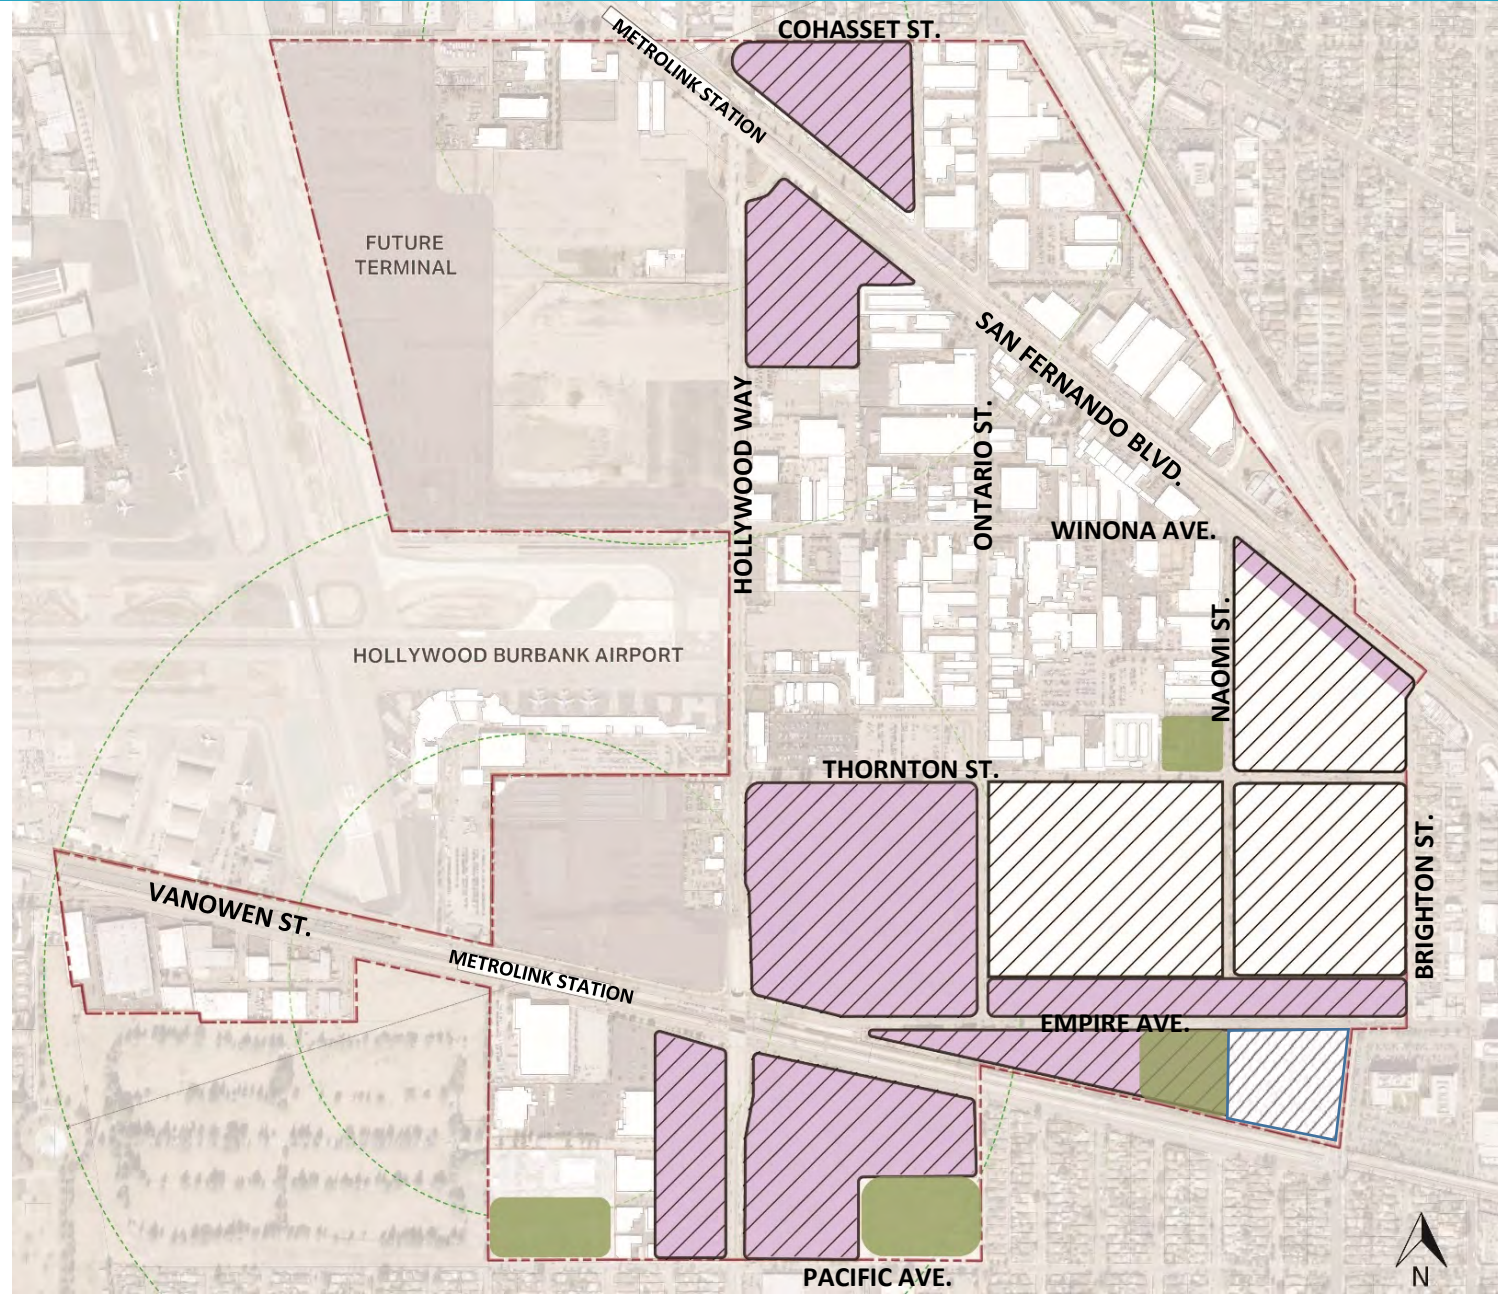 COHASSET ST.
METROLINK STATION
FUTURE
TERMINAL
SAN FERNANDO BLVD.
HOLLYWOOD WAY
ONTARIO ST.
WINONA AVE.
NAOMI ST.
HOLLYWOOD BURBANK AIRPORT
THORNTON ST.
BRIGHTON ST.
VANOWEN ST.
METROLINK STATION
EMPIRE AVE.
PACIFIC AVE.
N